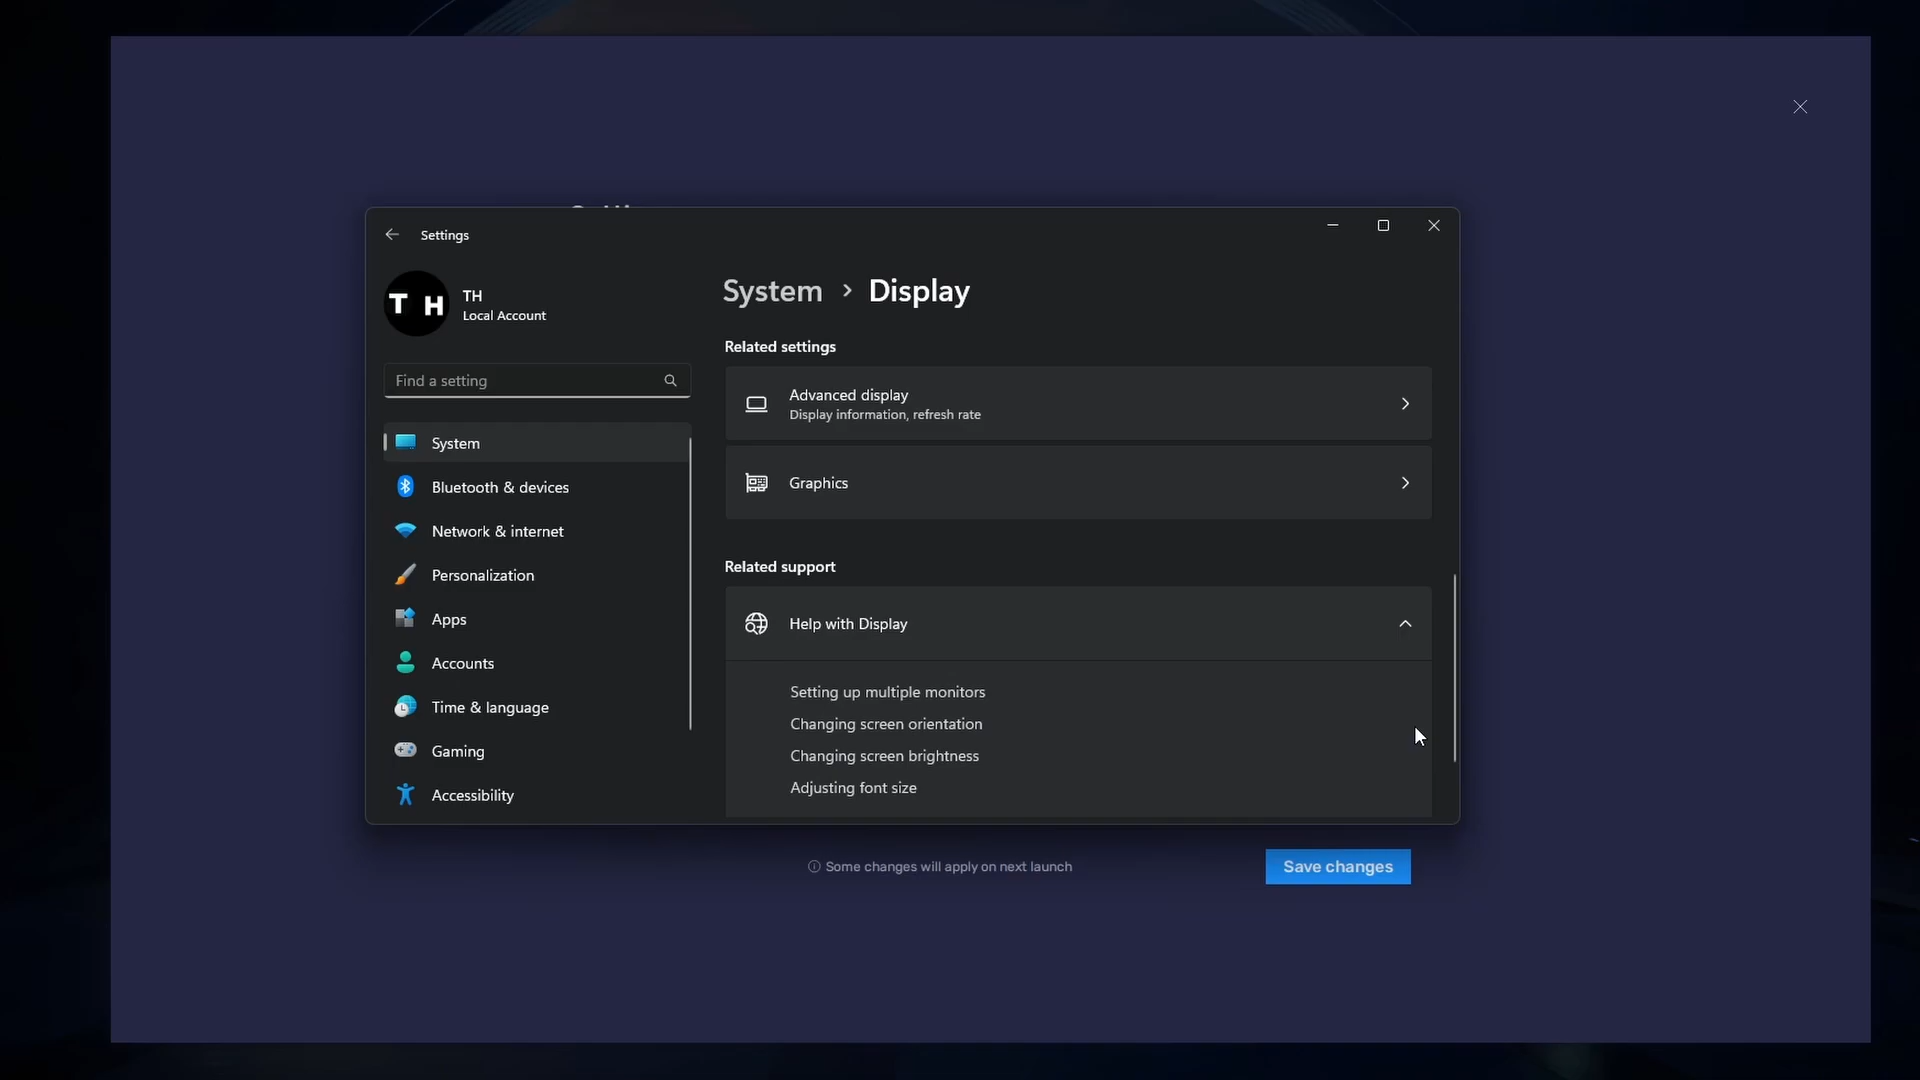 Settings
T H
TH
Local Account
Find a setting
System
Bluetooth & devices
Network & internet
Personalization
Apps
Accounts
Time & language
Gaming
Accessibility
System > Display
Related settings
Advanced display
Display information, refresh rate
Graphics
Related support
Help with Display
Setting up multiple monitors
Changing screen orientation
Changing screen brightness
Adjusting font size
Some changes will apply on next launch
Save changes